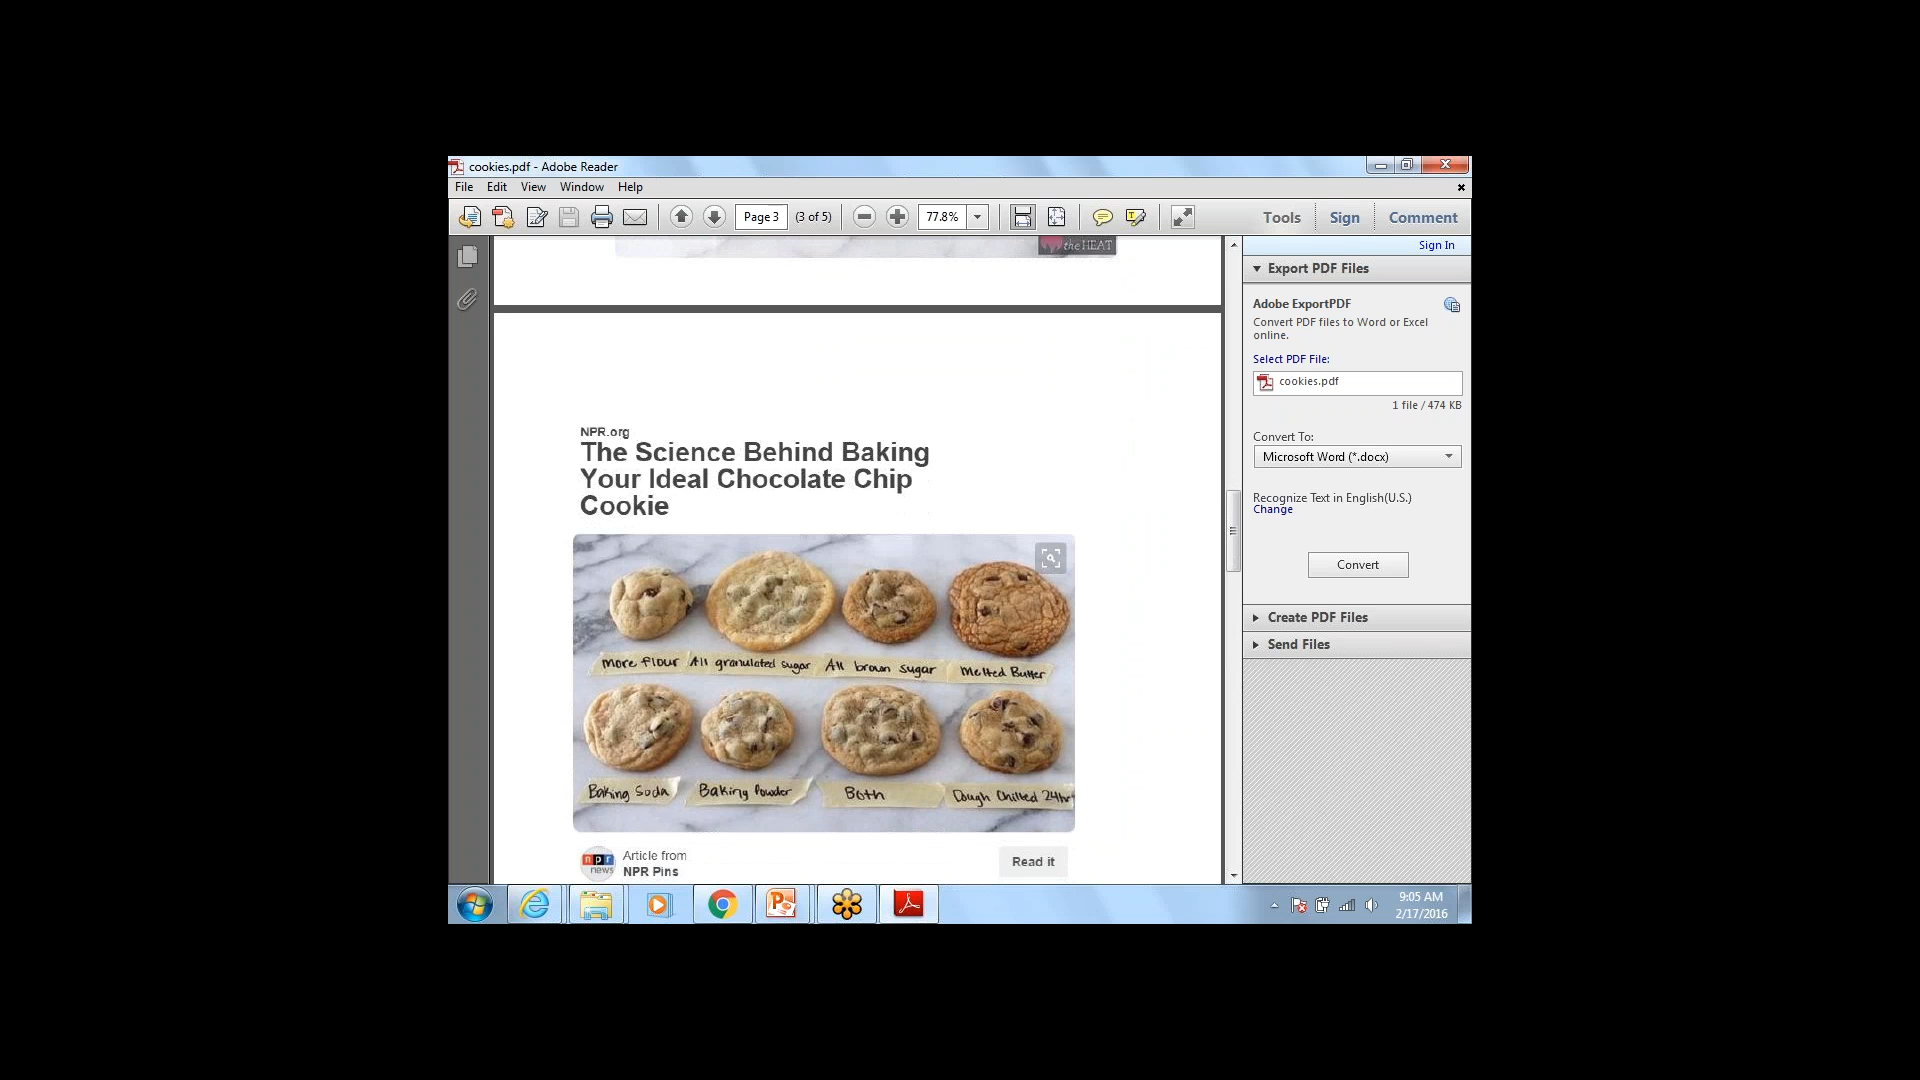 cookies.pdf - Adobe Reader
File Edit View Window Help
Page 3 (3 of 5) 77.8% Tools Sign Comment
the HEAT
Sign In
Export PDF Files
Adobe ExportPDF
Convert PDF files to Word or Excel
online.
Select PDF File:
cookies.pdf
1 file / 474 KB
Convert To:
Microsoft Word (*.docx)
Recognize Text in English(U.S.)
Change
Convert
Create PDF Files
Send Files
NPR.org
The Science Behind Baking
Your Ideal Chocolate Chip
Cookie
More flour All granulated sugar All brown sugar Melted Butter
Baking Soda Baking Powder Both Dough Chilled 24hr
npr
news
Article from
NPR Pins
Read it
9:05 AM
2/17/2016